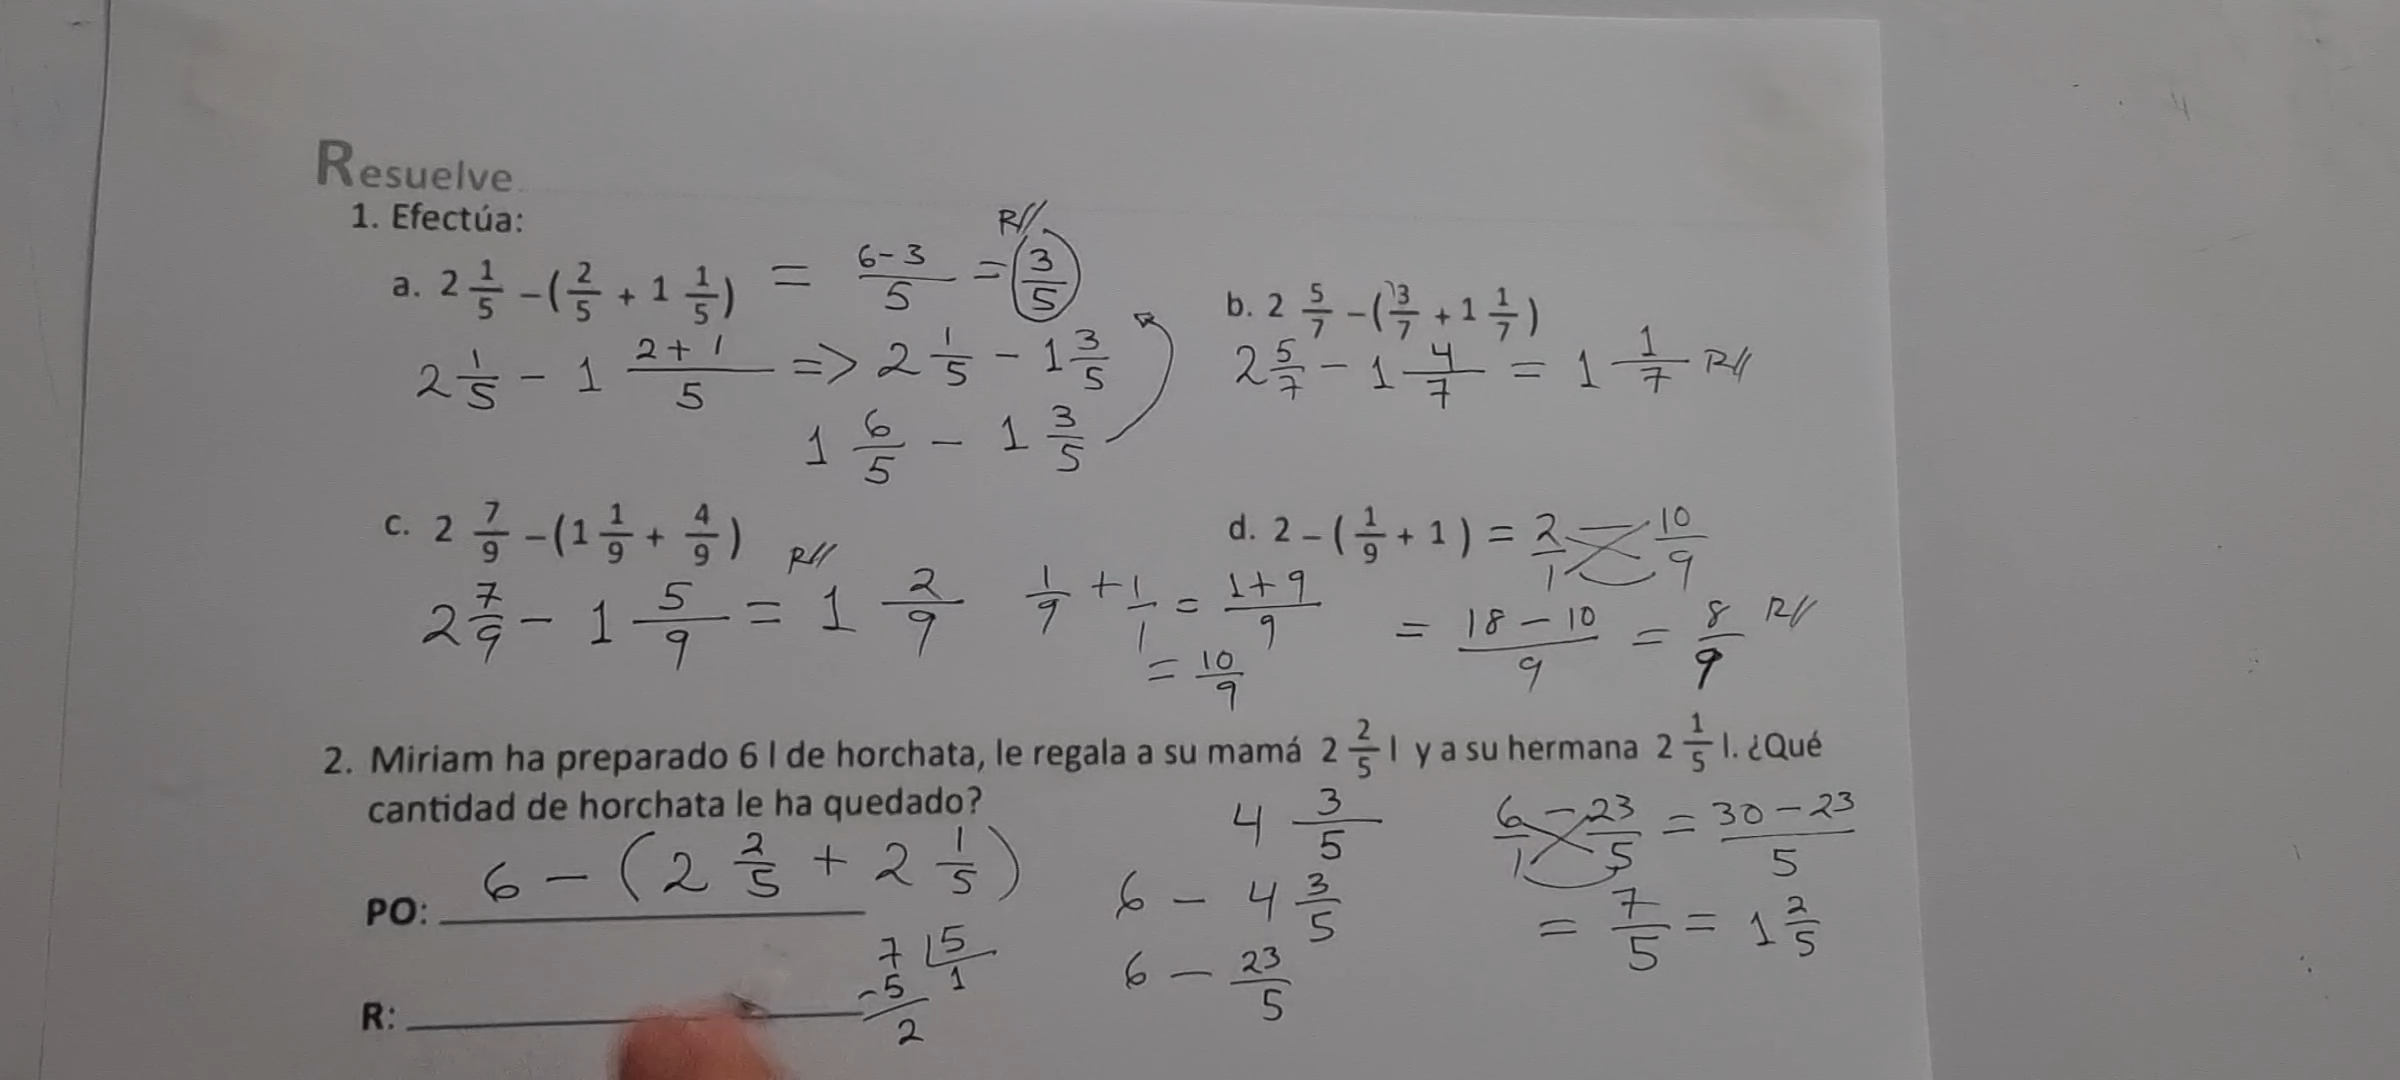 Resuelve
1. Efectúa:
a. 2 1/5 - (2/5 + 1 1/5) = (6-3)/5 = 3/5 R//
2 1/5 - 1 (2+1)/5 => 2 1/5 - 1 3/5
1 6/5 - 1 3/5
b. 2 5/7 - (3/7 + 1 1/7)
2 5/7 - 1 4/7 = 1 1/7 R//
c. 2 7/9 - (1 1/9 + 4/9)
2 7/9 - 1 5/9 = 1 2/9 R//
d. 2 - (1/9 + 1) = 2/1 - 10/9
1/9 + 1/1 = (1+9)/9
= 10/9
= (18-10)/9 = 8/9 R//
2. Miriam ha preparado 6 l de horchata, le regala a su mamá 2 2/5 l y a su hermana 2 1/5 l. ¿Qué
cantidad de horchata le ha quedado?
PO: 6 - (2 2/5 + 2 1/5)
R:
7 5
-5 1
2
4 3/5
6 - 4 3/5
6 - 23/5
6/1 - 23/5 = (30-23)/5
= 7/5 = 1 2/5